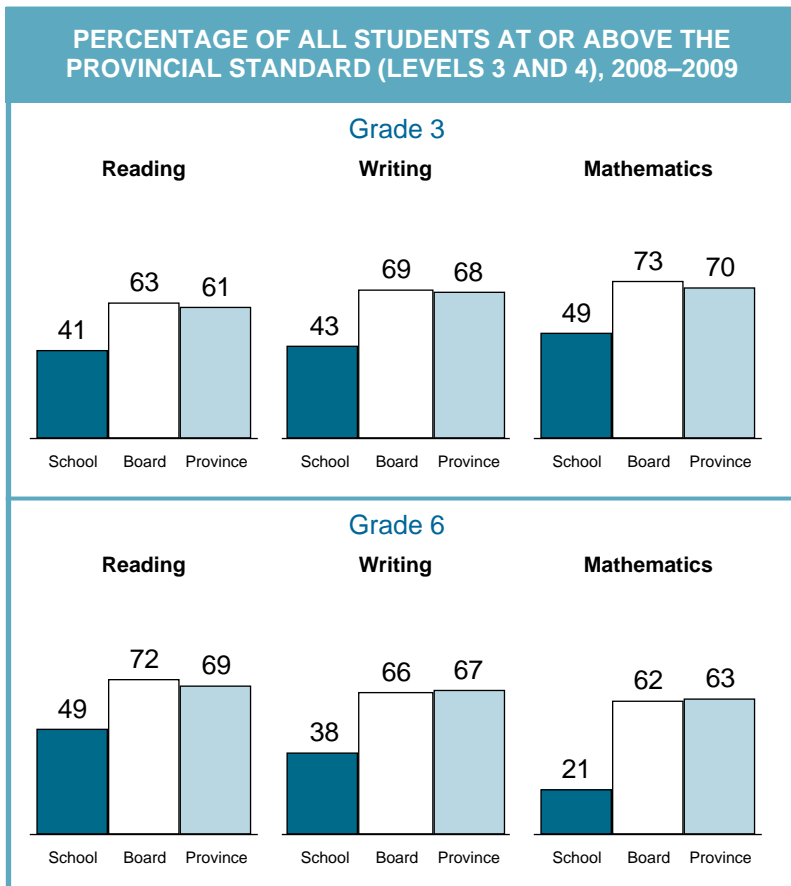 PERCENTAGE OF ALL STUDENTS AT OR ABOVE THE
PROVINCIAL STANDARD (LEVELS 3 AND 4), 2008–2009
Grade 3
Reading Writing Mathematics
41 63 61 43 69 68 49 73 70
School Board Province School Board Province School Board Province
Grade 6
Reading Writing Mathematics
49 72 69 38 66 67 21 62 63
School Board Province School Board Province School Board Province